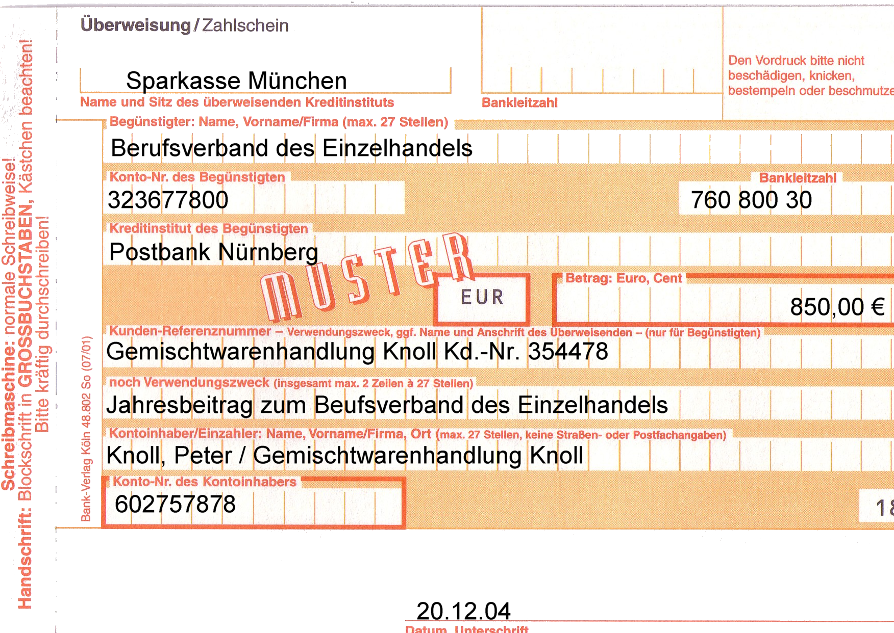 Überweisung/Zahlschein
Den Vordruck bitte nicht
beschädigen, knicken,
bestempeln oder beschmutze
Sparkasse München
Name und Sitz des überweisenden Kreditinstituts
Bankleitzahl
Begünstigter: Name, Vorname/Firma (max. 27 Stellen)
Berufsverband des Einzelhandels
Konto-Nr. des Begünstigten
Bankleitzahl
323677800
760 800 30
Kreditinstitut des Begünstigten
Postbank Nürnberg
MUSTER
EUR
Betrag: Euro, Cent
850,00 €
Kunden-Referenznummer – Verwendungszweck, ggf. Name und Anschrift des Überweisenden – (nur für Begünstigten)
Gemischtwarenhandlung Knoll Kd.-Nr. 354478
noch Verwendungszweck (insgesamt max. 2 Zeilen à 27 Stellen)
Jahresbeitrag zum Beufsverband des Einzelhandels
Kontoinhaber/Einzahler: Name, Vorname/Firma, Ort (max. 27 Stellen, keine Straßen- oder Postfachangaben)
Knoll, Peter / Gemischtwarenhandlung Knoll
Konto-Nr. des Kontoinhabers
602757878
18
20.12.04
Datum, Unterschrift
Schreibmaschine: normale Schreibweise!
Handschrift: Blockschrift in GROSSBUCHSTABEN, Kästchen beachten!
Bitte kräftig durchschreiben!
Bank-Verlag Köln 48.802 So (07/01)